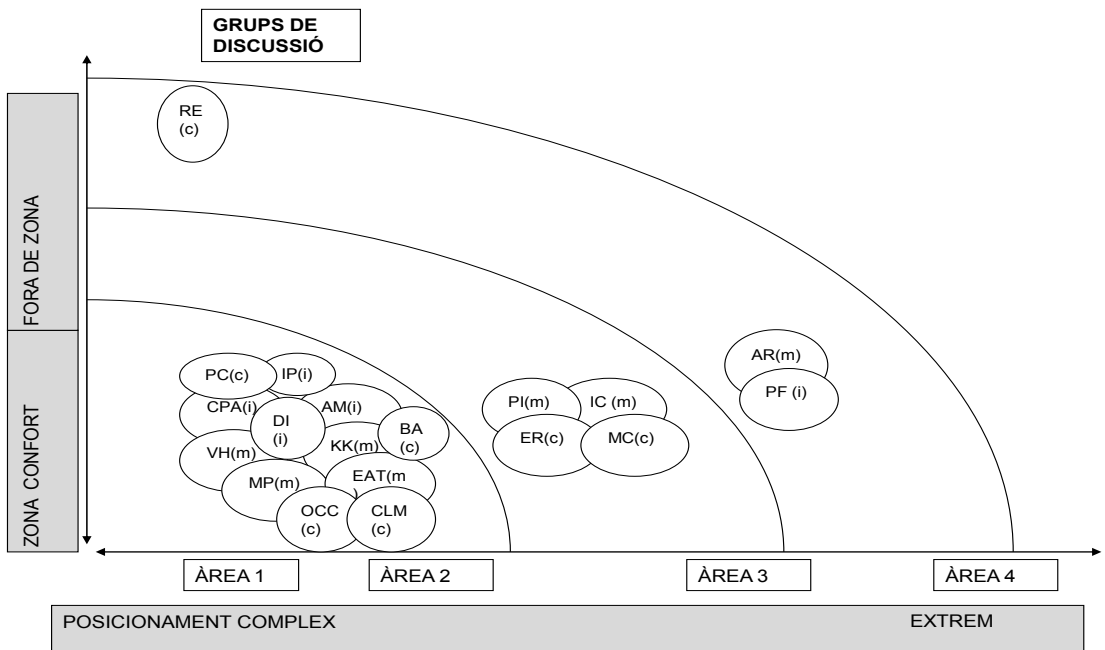 GRUPS DE
DISCUSSIÓ
RE
(c)
FORA DE ZONA
ZONA CONFORT
PC(c)
IP(i)
CPA(i)
DI
(i)
AM(i)
BA
(c)
VH(m)
KK(m)
MP(m)
EAT(m
)
OCC
(c)
CLM
(c)
PI(m)
IC (m)
ER(c)
MC(c)
AR(m)
PF (i)
ÀREA 1
ÀREA 2
ÀREA 3
ÀREA 4
POSICIONAMENT COMPLEX
EXTREM